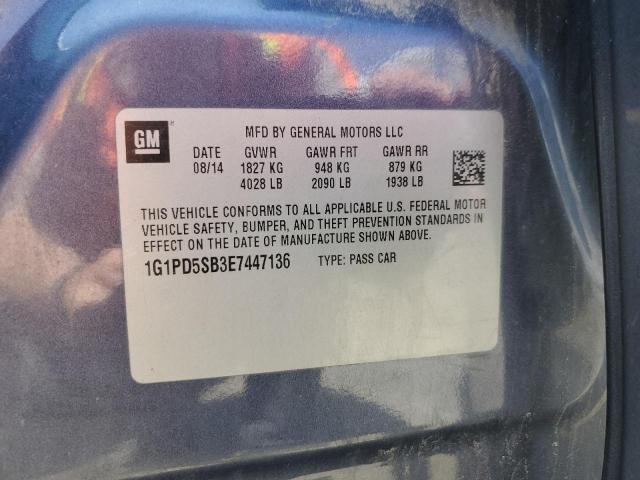 GM
MFD BY GENERAL MOTORS LLC
DATE GVWR GAWR FRT GAWR RR
08/14 1827 KG 948 KG 879 KG
4028 LB 2090 LB 1938 LB
THIS VEHICLE CONFORMS TO ALL APPLICABLE U.S. FEDERAL MOTOR
VEHICLE SAFETY, BUMPER, AND THEFT PREVENTION STANDARDS IN
EFFECT ON THE DATE OF MANUFACTURE SHOWN ABOVE.
1G1PD5SB3E7447136 TYPE: PASS CAR